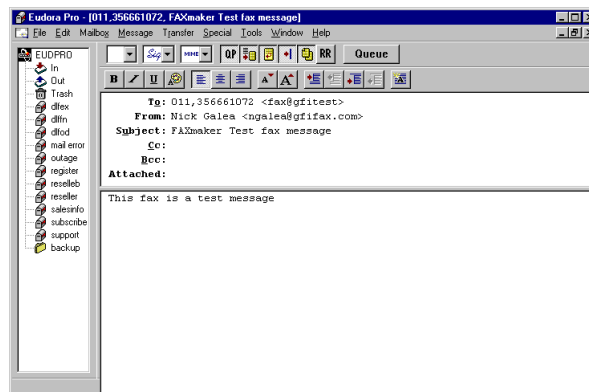 Eudora Pro - [011,356661072, FAXmaker Test fax message]
File Edit Mailbox Message Transfer Special Tools Window Help
EUDPRO
In
Out
Trash
dlfex
dlffn
dlfod
mail error
outage
register
reselleb
reseller
salesinfo
subscribe
support
backup
Sig MIME QP RR Queue
B I U
To: 011,356661072 <fax@gfitest>
From: Nick Galea <ngalea@gfifax.com>
Subject: FAXmaker Test fax message
Cc:
Bcc:
Attached:
This fax is a test message